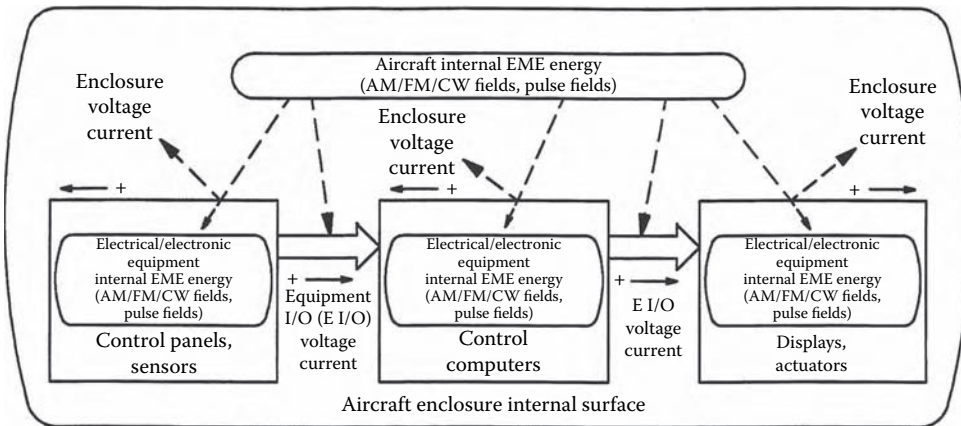 Aircraft internal EME energy
(AM/FM/CW fields, pulse fields)
Enclosure
voltage
current
Enclosure
voltage
current
Enclosure
voltage
current
+
+
+
Electrical/electronic
equipment
internal EME energy
(AM/FM/CW fields,
pulse fields)
Control panels,
sensors
+
Equipment
I/O (E I/O)
voltage
current
Electrical/electronic
equipment
internal EME energy
(AM/FM/CW fields,
pulse fields)
Control
computers
+
E I/O
voltage
current
Electrical/electronic
equipment
internal EME energy
(AM/FM/CW fields,
pulse fields)
Displays,
actuators
Aircraft enclosure internal surface